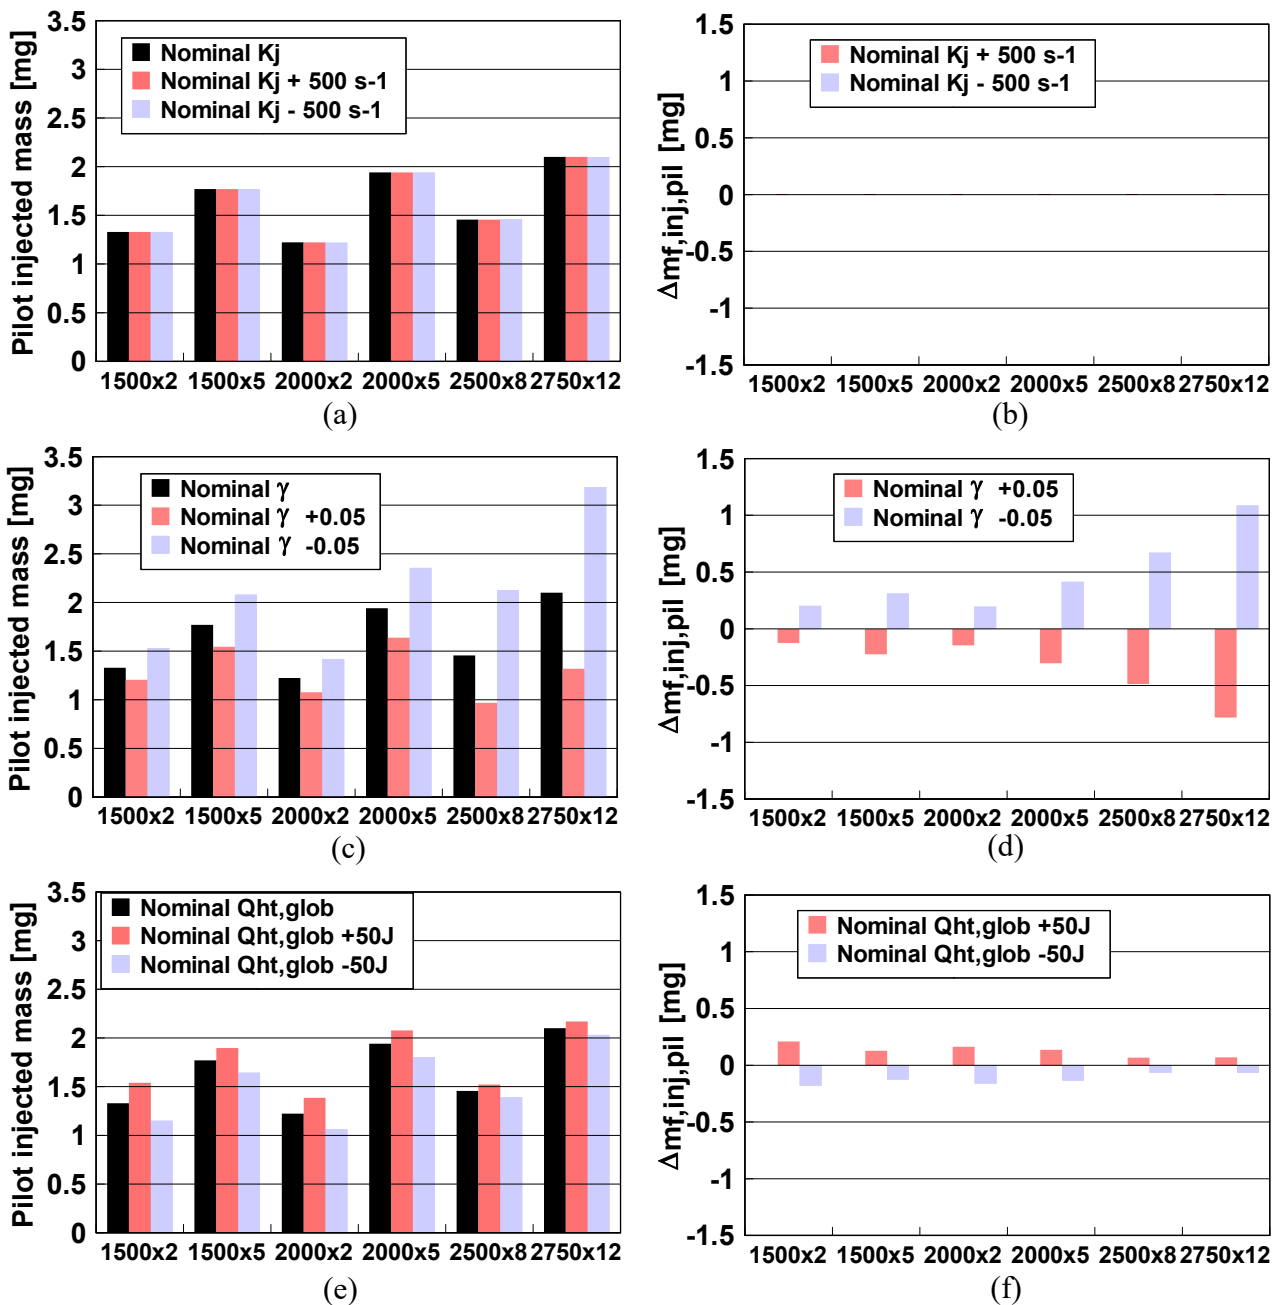 Pilot injected mass [mg]
3.5
3
2.5
2
1.5
1
0.5
0
Nominal Kj
Nominal Kj + 500 s-1
Nominal Kj - 500 s-1
1500x2 1500x5 2000x2 2000x5 2500x8 2750x12
(a)
Δmf,inj,pil [mg]
1.5
1
0.5
0
-0.5
-1
-1.5
Nominal Kj + 500 s-1
Nominal Kj - 500 s-1
1500x2 1500x5 2000x2 2000x5 2500x8 2750x12
(b)
Pilot injected mass [mg]
3.5
3
2.5
2
1.5
1
0.5
0
Nominal γ
Nominal γ +0.05
Nominal γ -0.05
1500x2 1500x5 2000x2 2000x5 2500x8 2750x12
(c)
Δmf,inj,pil [mg]
1.5
1
0.5
0
-0.5
-1
-1.5
Nominal γ +0.05
Nominal γ -0.05
1500x2 1500x5 2000x2 2000x5 2500x8 2750x12
(d)
Pilot injected mass [mg]
3.5
3
2.5
2
1.5
1
0.5
0
Nominal Qht,glob
Nominal Qht,glob +50J
Nominal Qht,glob -50J
1500x2 1500x5 2000x2 2000x5 2500x8 2750x12
(e)
Δmf,inj,pil [mg]
1.5
1
0.5
0
-0.5
-1
-1.5
Nominal Qht,glob +50J
Nominal Qht,glob -50J
1500x2 1500x5 2000x2 2000x5 2500x8 2750x12
(f)